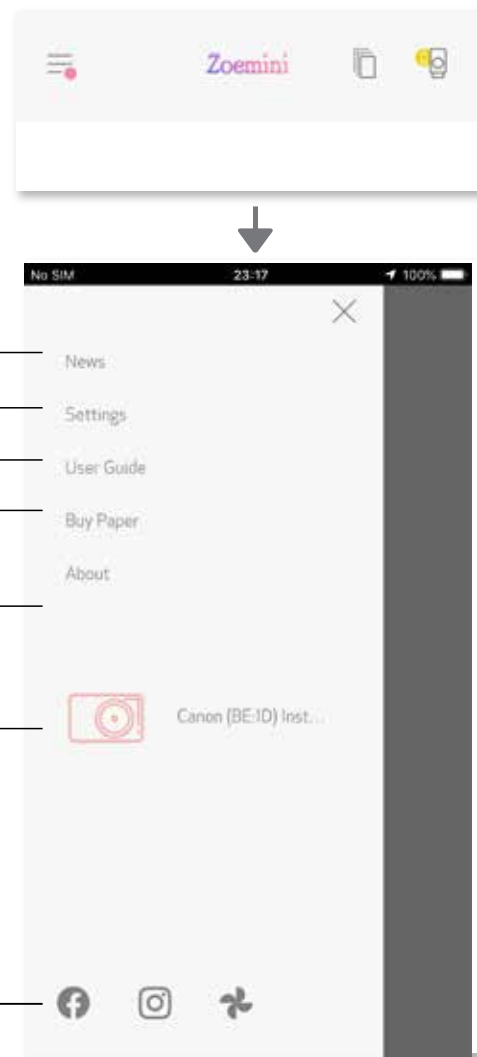 Zoemini
No SIM 23:17 100%
News
Settings
User Guide
Buy Paper
About
Canon (BE:1D) Inst...